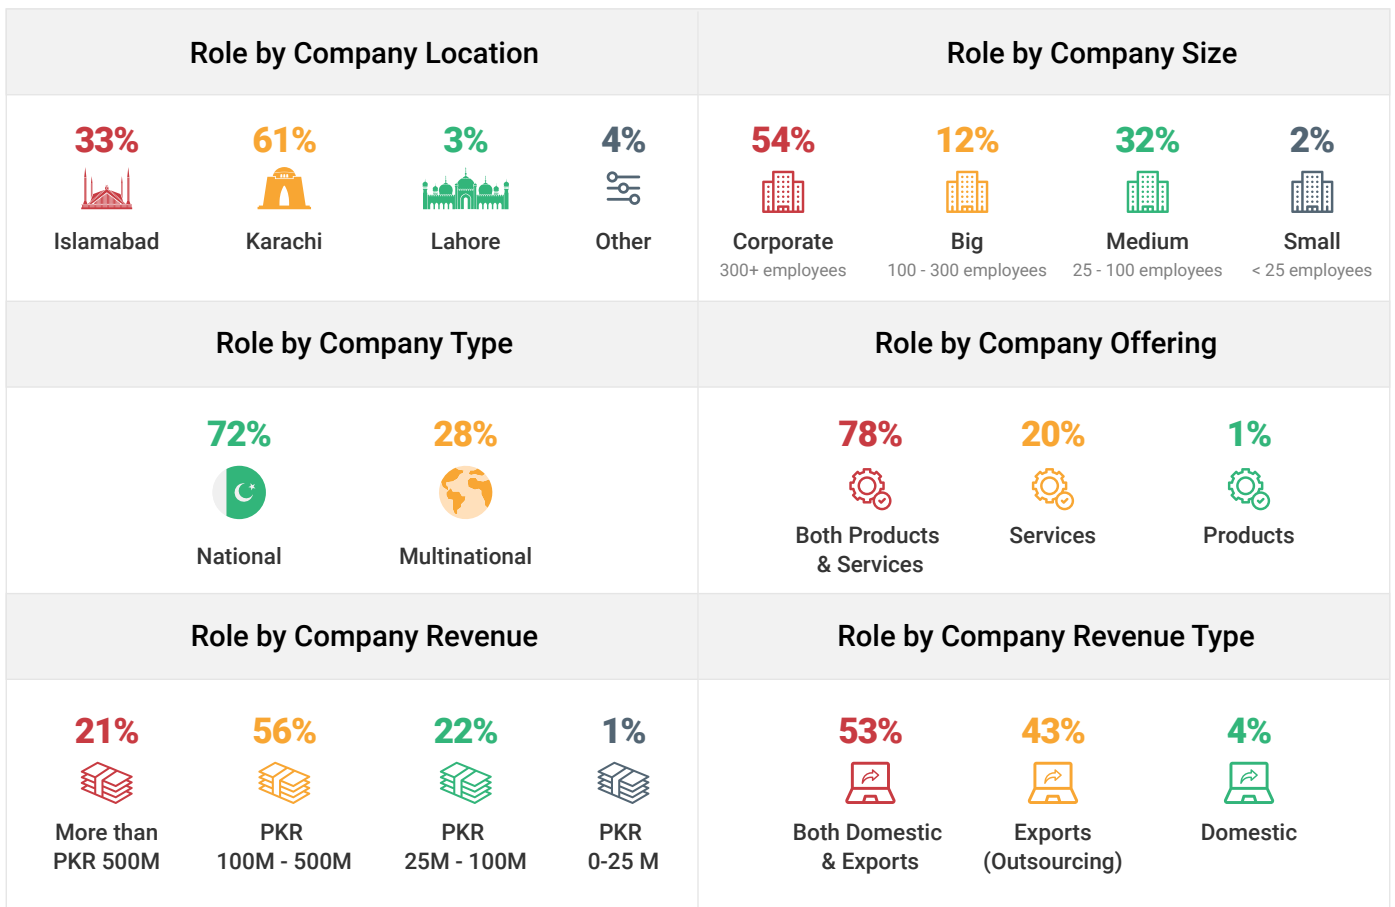 Role by Company Location
33%
Islamabad
61%
Karachi
3%
Lahore
4%
Other
Role by Company Size
54%
Corporate
300+ employees
12%
Big
100 - 300 employees
32%
Medium
25 - 100 employees
2%
Small
< 25 employees
Role by Company Type
72%
National
28%
Multinational
Role by Company Offering
78%
Both Products
& Services
20%
Services
1%
Products
Role by Company Revenue
21%
More than
PKR 500M
56%
PKR
100M - 500M
22%
PKR
25M - 100M
1%
PKR
0-25 M
Role by Company Revenue Type
53%
Both Domestic
& Exports
43%
Exports
(Outsourcing)
4%
Domestic